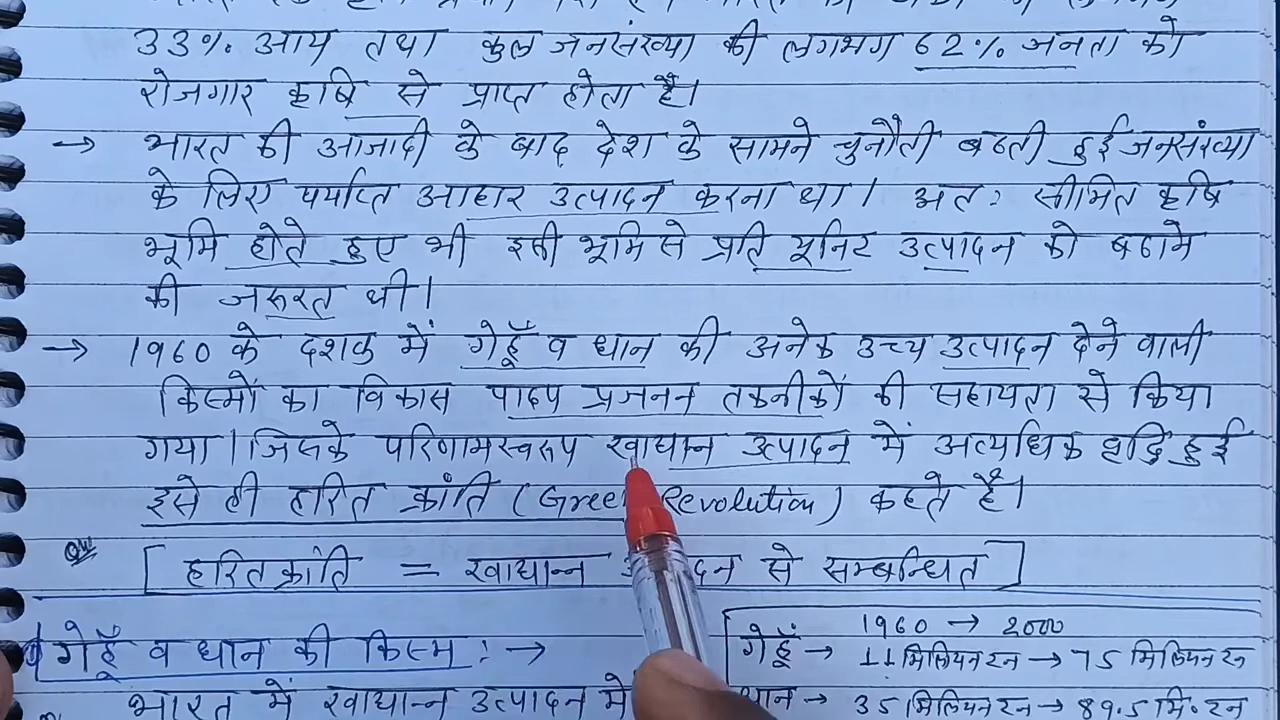 33% आय तथा कुल जनसंख्या की लगभग 62% जनता को
रोजगार कृषि से प्राप्त होता है।
→ भारत की आजादी के बाद देश के सामने चुनौती बढती हुई जनसंख्या
के लिए पर्याप्त आहार उत्पादन करना था। अतः सीमित कृषि
भूमि होते हुए भी इसी भूमि से प्रति यूनिट उत्पादन को बढाने
की जरूरत थी।
→ 1960 के दशक में गेहूँ व धान की अनेक उच्च उत्पादन देने वाली
किस्मों का विकास पादप प्रजनन तकनीकों की सहायता से किया
गया। जिसके परिणामस्वरूप खाद्यान्न उत्पादन में अत्यधिक वृद्धि हुई
इसे ही हरित क्रांति (Green Revolution) कहते हैं।
[हरितक्रांति = खाद्यान्न से सम्बन्धित]
गेहूँ व धान की किस्म : →
गेहूँ → 1960 → 2000
11 मिलियन टन → 75 मिलियन टन
भारत में खाद्यान्न उत्पादन में
धान → 35 मिलियन टन → 89.5 मि. टन